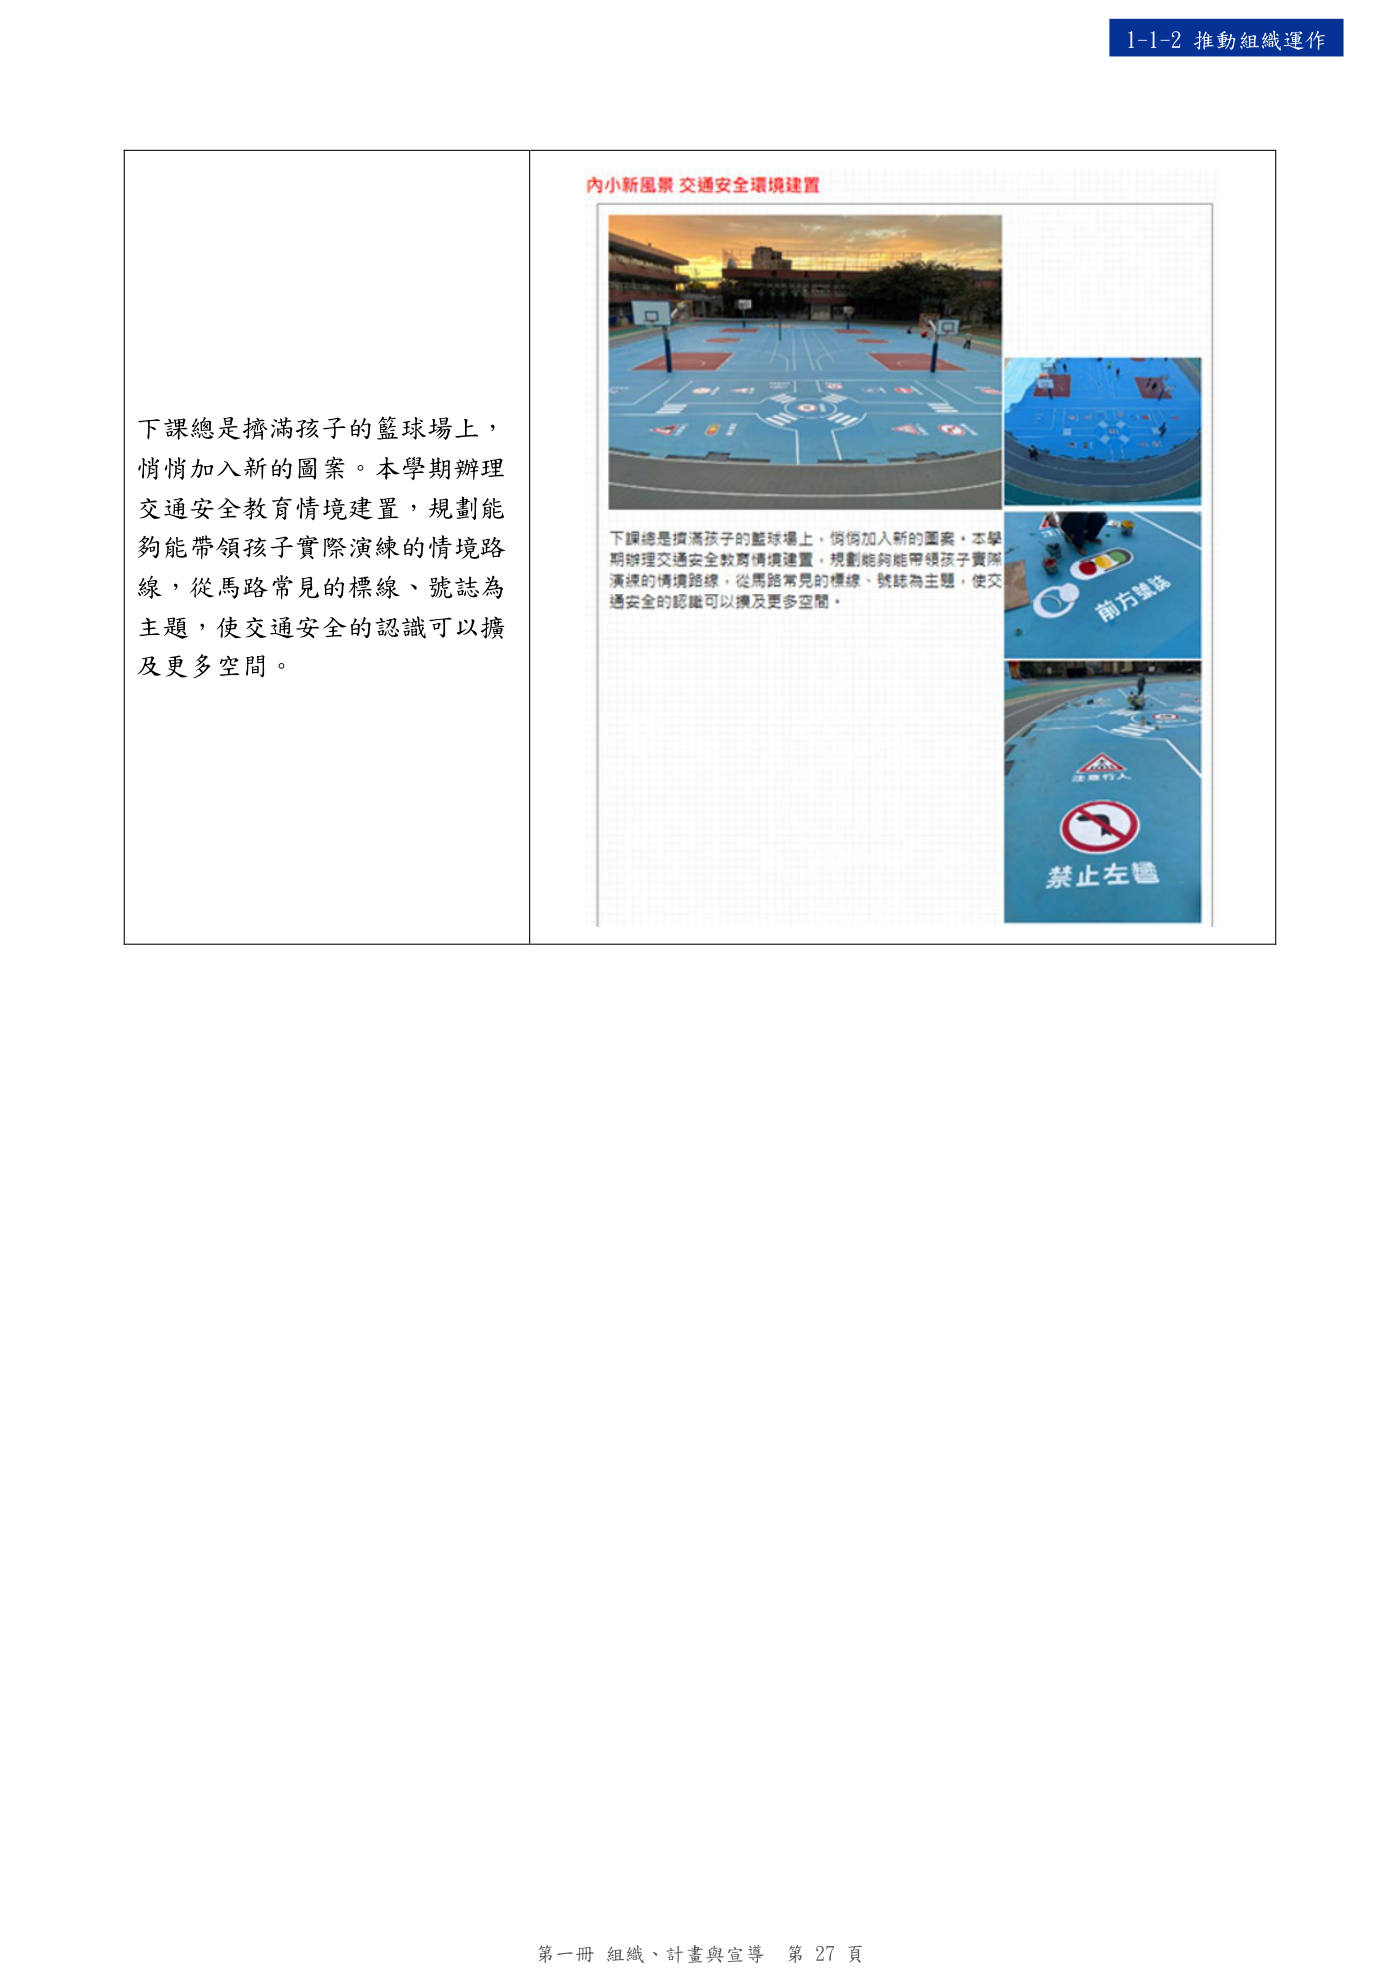 1-1-2 推動組織運作
下課總是擠滿孩子的籃球場上，
悄悄加入新的圖案。本學期辦理
交通安全教育情境建置，規劃能
夠能帶領孩子實際演練的情境路
線，從馬路常見的標線、號誌為
主題，使交通安全的認識可以擴
及更多空間。
內小新風景 交通安全環境建置
下課總是擠滿孩子的籃球場上，悄悄加入新的圖案。本學
期辦理交通安全教育情境建置，規劃能夠能帶領孩子實際
演練的情境路線，從馬路常見的標線、號誌為主題，使交
通安全的認識可以擴及更多空間。
前方號誌
注意行人
禁止左彎
第一冊 組織、計畫與宣導 第 27 頁